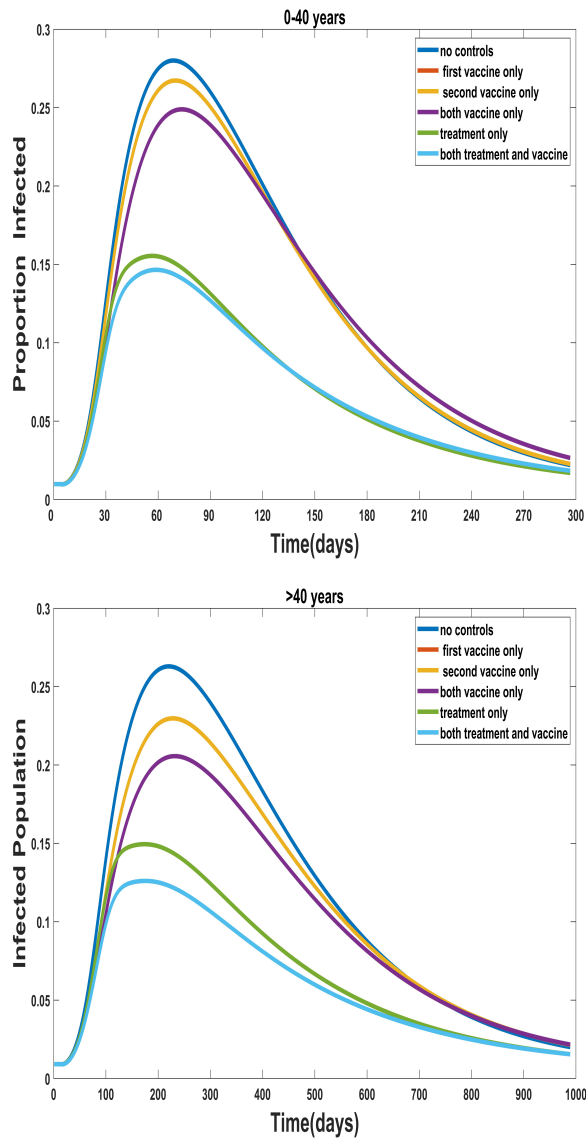 0-40 years
0.3
0.25
0.2
0.15
0.1
0.05
0
Proportion Infected
no controls
first vaccine only
second vaccine only
both vaccine only
treatment only
both treatment and vaccine
0 30 60 90 120 150 180 210 240 270 300
Time(days)
>40 years
0.3
0.25
0.2
0.15
0.1
0.05
0
Infected Population
no controls
first vaccine only
second vaccine only
both vaccine only
treatment only
both treatment and vaccine
0 100 200 300 400 500 600 700 800 900 1000
Time(days)